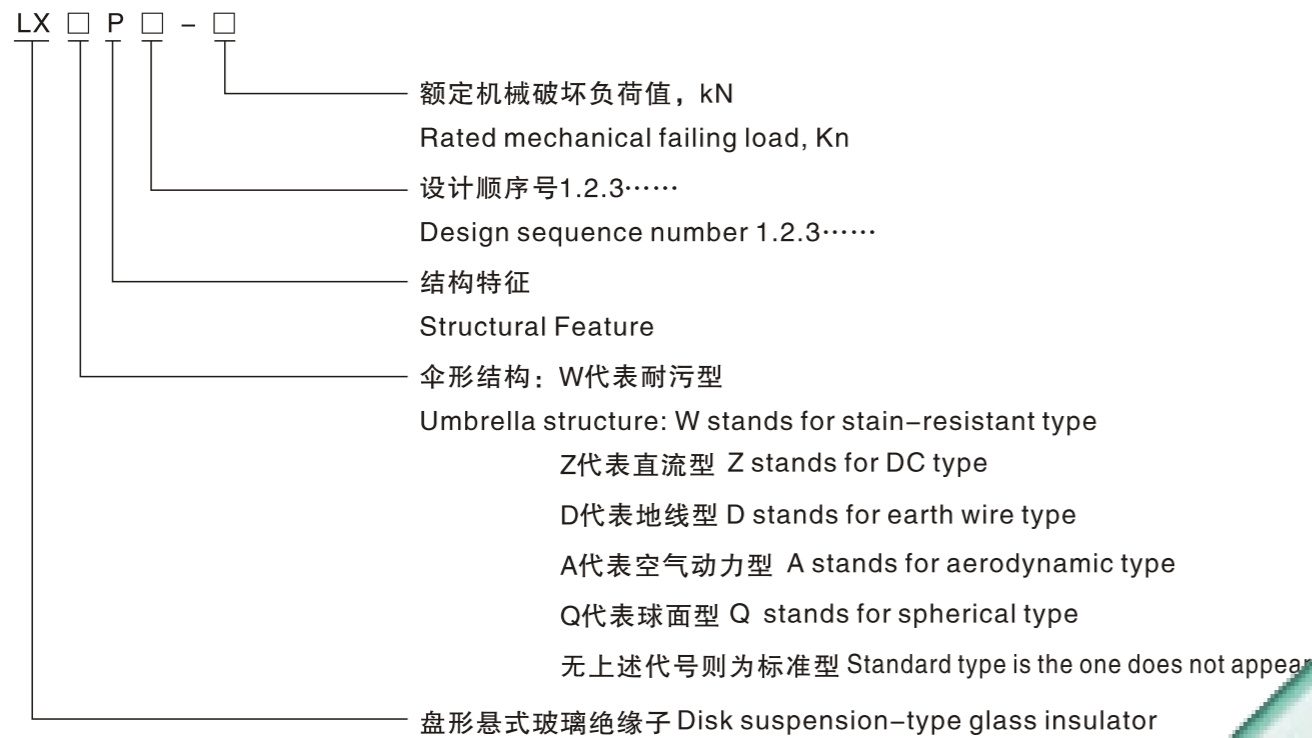 LX □ P □ – □
额定机械破坏负荷值，kN
Rated mechanical failing load, Kn
设计顺序号1.2.3……
Design sequence number 1.2.3……
结构特征
Structural Feature
伞形结构：W代表耐污型
Umbrella structure: W stands for stain–resistant type
Z代表直流型 Z stands for DC type
D代表地线型 D stands for earth wire type
A代表空气动力型 A stands for aerodynamic type
Q代表球面型 Q stands for spherical type
无上述代号则为标准型 Standard type is the one does not appear
盘形悬式玻璃绝缘子 Disk suspension–type glass insulator